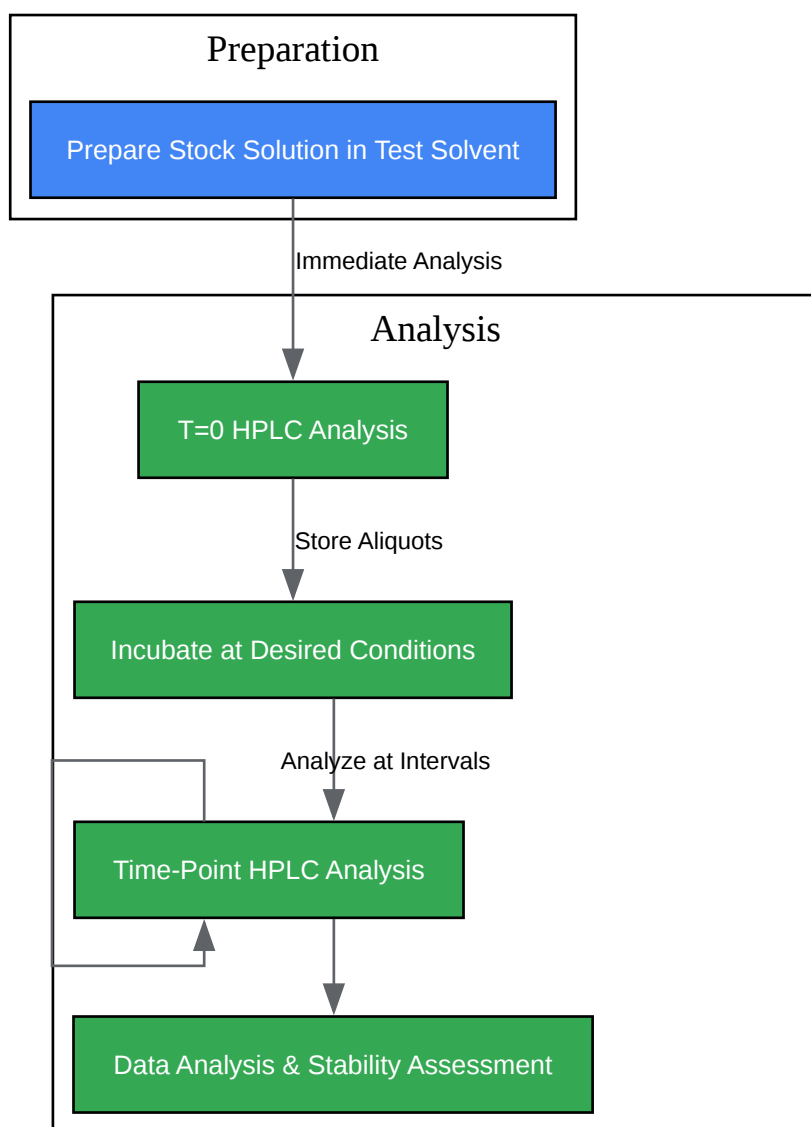 Preparation
Prepare Stock Solution in Test Solvent
Immediate Analysis
Analysis
T=0 HPLC Analysis
Store Aliquots
Incubate at Desired Conditions
Analyze at Intervals
Time-Point HPLC Analysis
Data Analysis & Stability Assessment